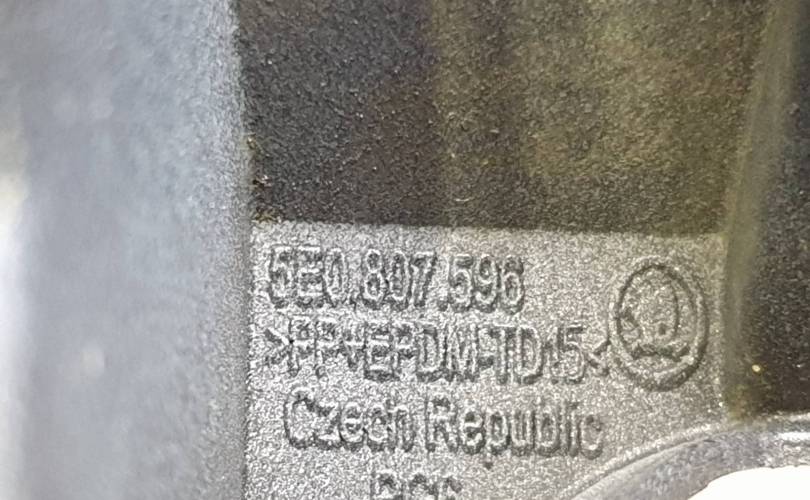 5E0.807.596
>PP+EPDM-TD15<
Czech Republic